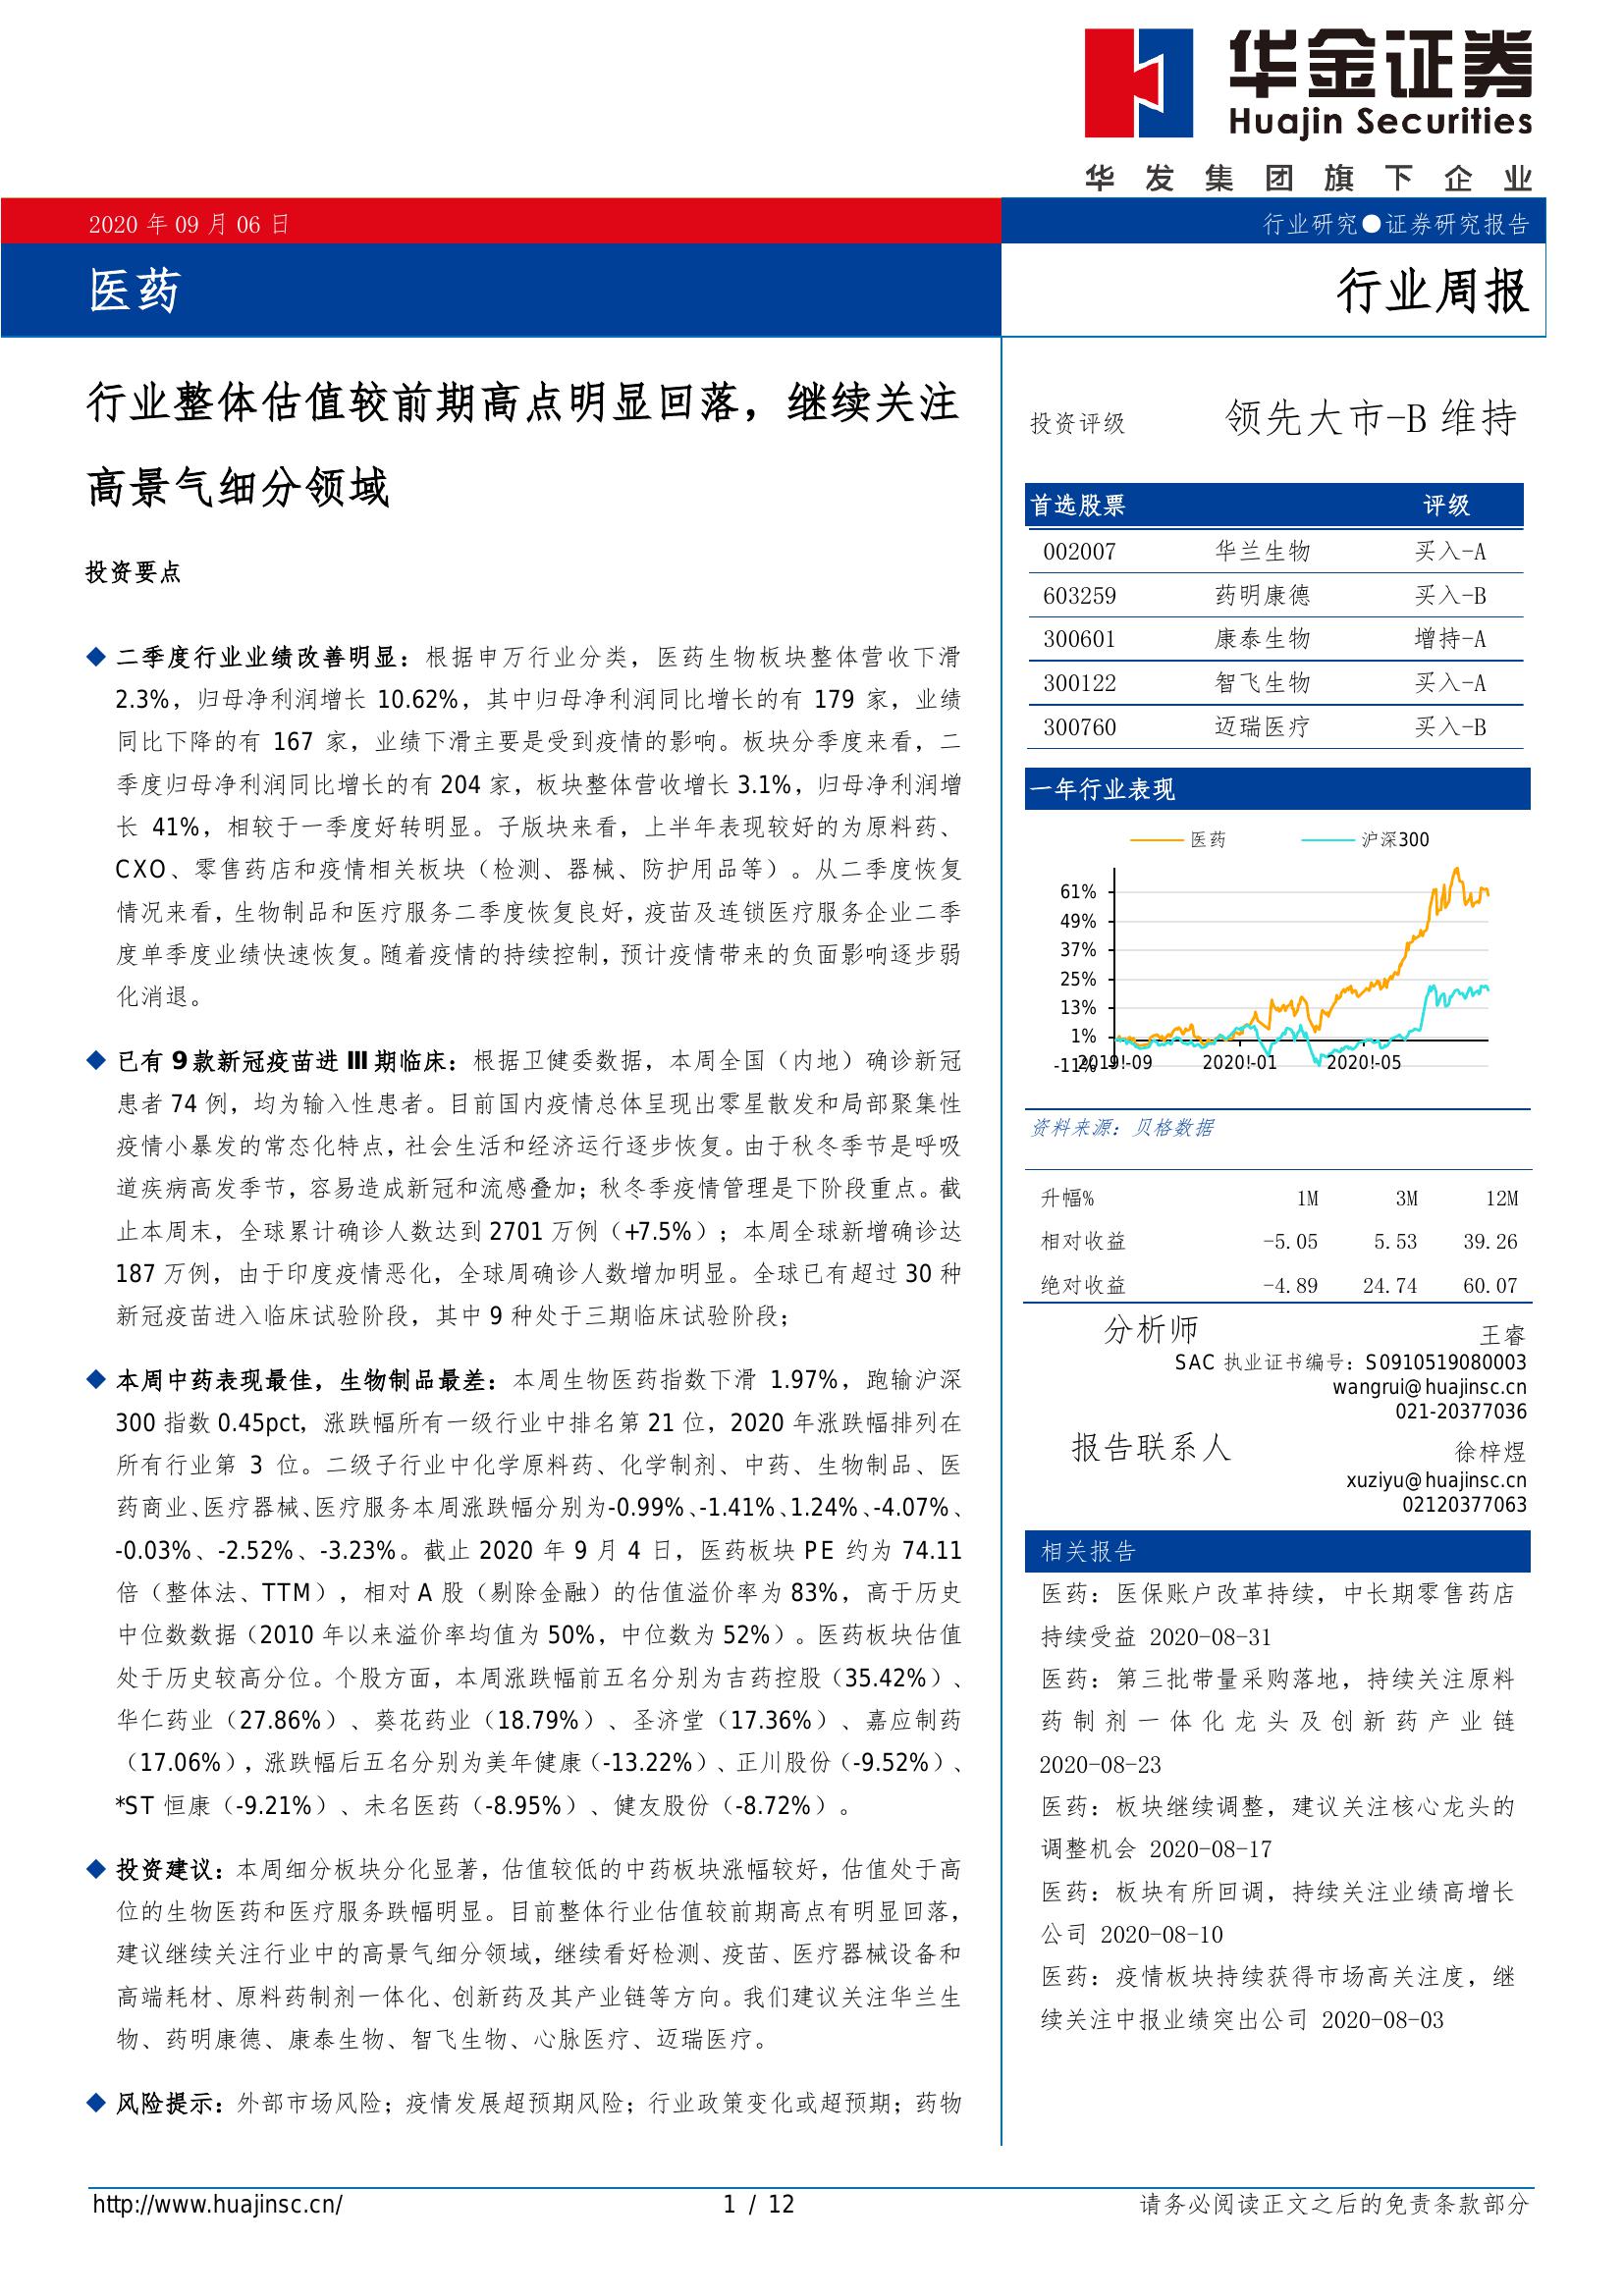 华金证券
Huajin Securities
华发集团旗下企业
2020 年 09 月 06 日
行业研究●证券研究报告
医药
行业周报
行业整体估值较前期高点明显回落，继续关注
高景气细分领域
投资要点
◆ 二季度行业业绩改善明显：根据申万行业分类，医药生物板块整体营收下滑
2.3%，归母净利润增长 10.62%，其中归母净利润同比增长的有 179 家，业绩
同比下降的有 167 家，业绩下滑主要是受到疫情的影响。板块分季度来看，二
季度归母净利润同比增长的有 204 家，板块整体营收增长 3.1%，归母净利润增
长 41%，相较于一季度好转明显。子版块来看，上半年表现较好的为原料药、
CXO、零售药店和疫情相关板块（检测、器械、防护用品等）。从二季度恢复
情况来看，生物制品和医疗服务二季度恢复良好，疫苗及连锁医疗服务企业二季
度单季度业绩快速恢复。随着疫情的持续控制，预计疫情带来的负面影响逐步弱
化消退。
◆ 已有 9 款新冠疫苗进 III 期临床：根据卫健委数据，本周全国（内地）确诊新冠
患者 74 例，均为输入性患者。目前国内疫情总体呈现出零星散发和局部聚集性
疫情小暴发的常态化特点，社会生活和经济运行逐步恢复。由于秋冬季节是呼吸
道疾病高发季节，容易造成新冠和流感叠加；秋冬季疫情管理是下阶段重点。截
止本周末，全球累计确诊人数达到 2701 万例（+7.5%）；本周全球新增确诊达
187 万例，由于印度疫情恶化，全球周确诊人数增加明显。全球已有超过 30 种
新冠疫苗进入临床试验阶段，其中 9 种处于三期临床试验阶段；
◆ 本周中药表现最佳，生物制品最差：本周生物医药指数下滑 1.97%，跑输沪深
300 指数 0.45pct，涨跌幅所有一级行业中排名第 21 位，2020 年涨跌幅排列在
所有行业第 3 位。二级子行业中化学原料药、化学制剂、中药、生物制品、医
药商业、医疗器械、医疗服务本周涨跌幅分别为-0.99%、-1.41%、1.24%、-4.07%、
-0.03%、-2.52%、-3.23%。截止 2020 年 9 月 4 日，医药板块 PE 约为 74.11
倍（整体法、TTM），相对 A 股（剔除金融）的估值溢价率为 83%，高于历史
中位数数据（2010 年以来溢价率均值为 50%，中位数为 52%）。医药板块估值
处于历史较高分位。个股方面，本周涨跌幅前五名分别为吉药控股（35.42%）、
华仁药业（27.86%）、葵花药业（18.79%）、圣济堂（17.36%）、嘉应制药
（17.06%），涨跌幅后五名分别为美年健康（-13.22%）、正川股份（-9.52%）、
*ST 恒康（-9.21%）、未名医药（-8.95%）、健友股份（-8.72%）。
◆ 投资建议：本周细分板块分化显著，估值较低的中药板块涨幅较好，估值处于高
位的生物医药和医疗服务跌幅明显。目前整体行业估值较前期高点有明显回落，
建议继续关注行业中的高景气细分领域，继续看好检测、疫苗、医疗器械设备和
高端耗材、原料药制剂一体化、创新药及其产业链等方向。我们建议关注华兰生
物、药明康德、康泰生物、智飞生物、心脉医疗、迈瑞医疗。
◆ 风险提示：外部市场风险；疫情发展超预期风险；行业政策变化或超预期；药物
投资评级 领先大市-B 维持
首选股票 评级
002007 华兰生物 买入-A
603259 药明康德 买入-B
300601 康泰生物 增持-A
300122 智飞生物 买入-A
300760 迈瑞医疗 买入-B
一年行业表现
医药 沪深300
61%
49%
37%
25%
13%
1%
-11%
2019!-09 2020!-01 2020!-05
资料来源：贝格数据
升幅% 1M 3M 12M
相对收益 -5.05 5.53 39.26
绝对收益 -4.89 24.74 60.07
分析师 王睿
SAC 执业证书编号：S0910519080003
wangrui@huajinsc.cn
021-20377036
报告联系人 徐梓煜
xuziyu@huajinsc.cn
02120377063
相关报告
医药：医保账户改革持续，中长期零售药店
持续受益 2020-08-31
医药：第三批带量采购落地，持续关注原料
药制剂一体化龙头及创新药产业链
2020-08-23
医药：板块继续调整，建议关注核心龙头的
调整机会 2020-08-17
医药：板块有所回调，持续关注业绩高增长
公司 2020-08-10
医药：疫情板块持续获得市场高关注度，继
续关注中报业绩突出公司 2020-08-03
http://www.huajinsc.cn/ 1 / 12 请务必阅读正文之后的免责条款部分